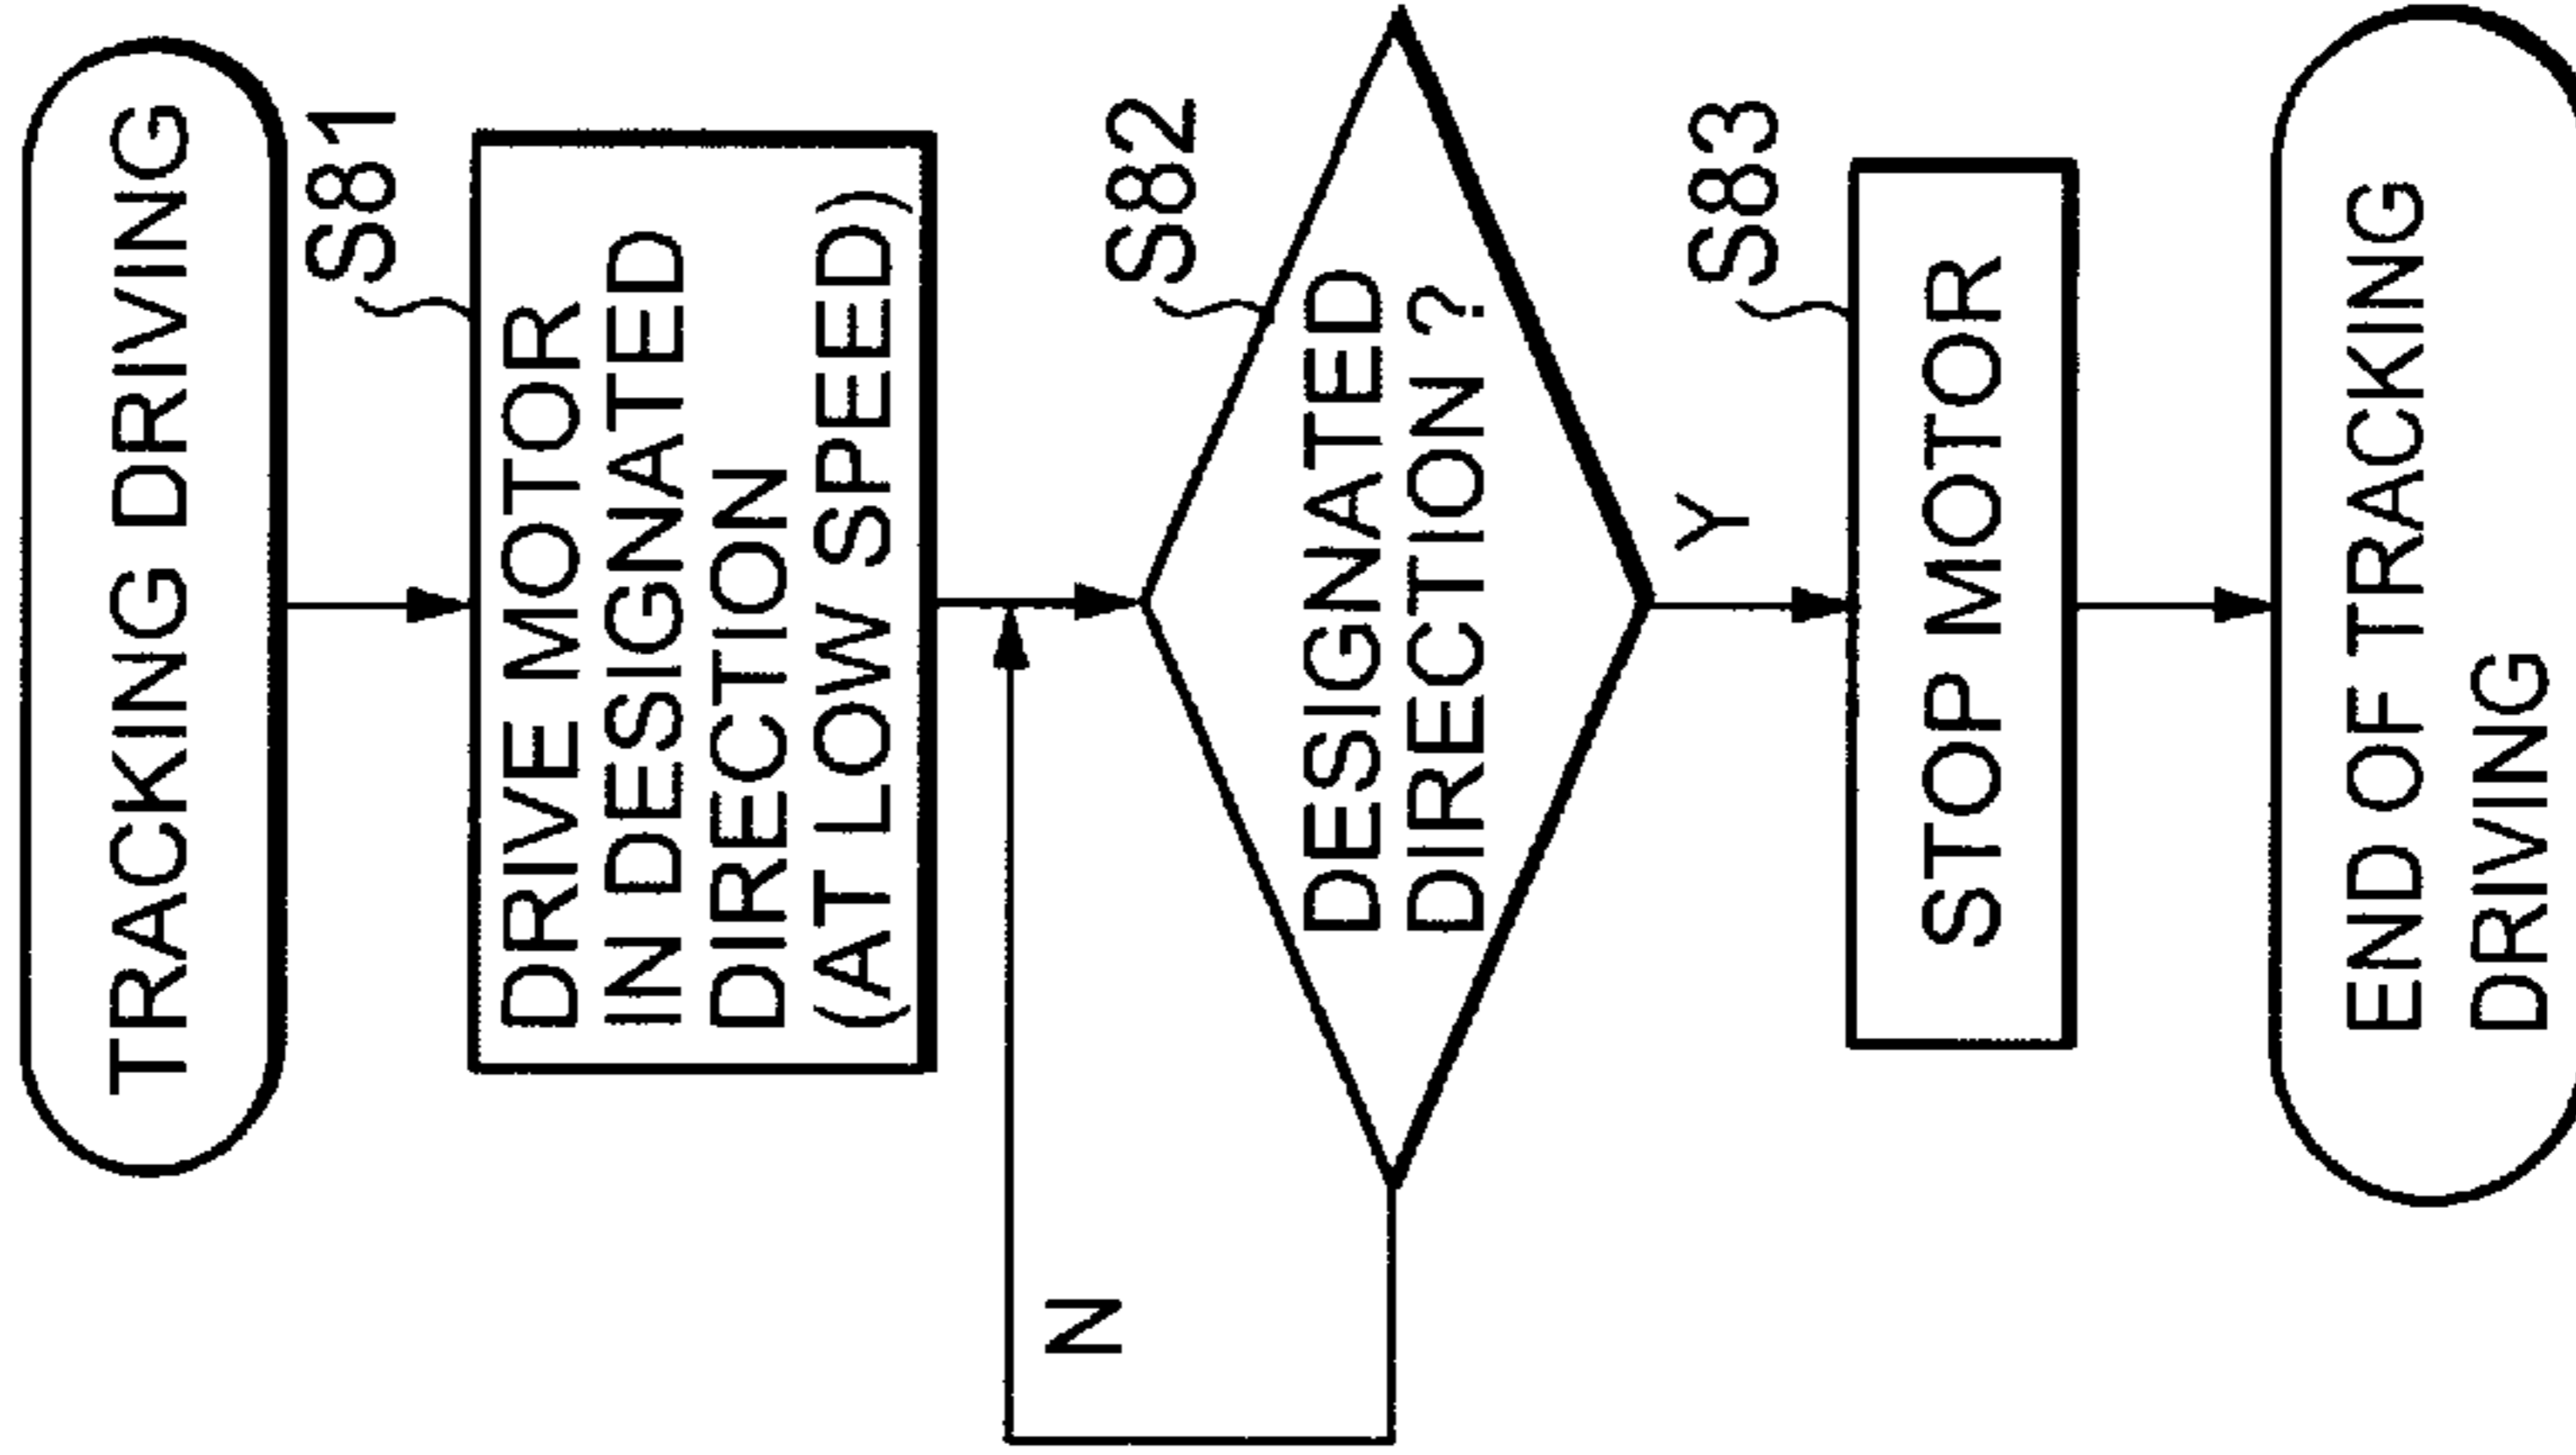 TRACKING DRIVING
S81
DRIVE MOTOR
IN DESIGNATED
DIRECTION
(AT LOW SPEED)
S82
DESIGNATED
DIRECTION ?
N
Y
S83
STOP MOTOR
END OF TRACKING
DRIVING